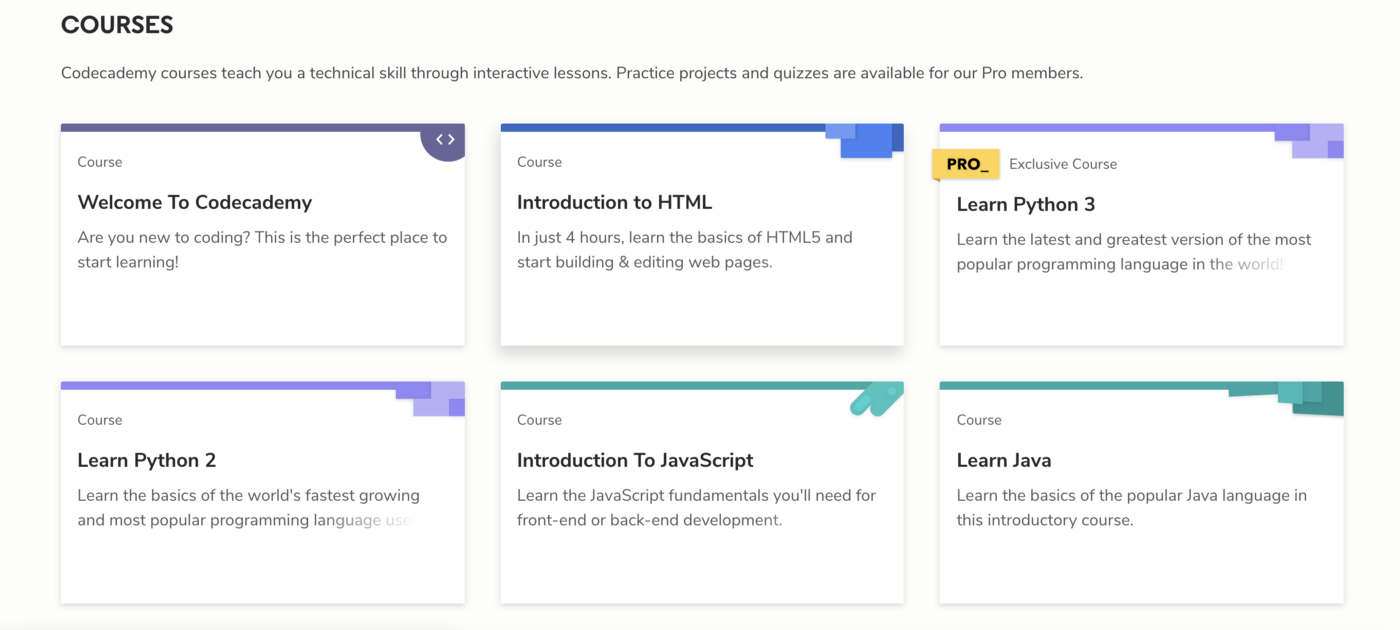 COURSES
Codecademy courses teach you a technical skill through interactive lessons. Practice projects and quizzes are available for our Pro members.
Course
Welcome To Codecademy
Are you new to coding? This is the perfect place to
start learning!
Course
Introduction to HTML
In just 4 hours, learn the basics of HTML5 and
start building & editing web pages.
PRO_ Exclusive Course
Learn Python 3
Learn the latest and greatest version of the most
popular programming language in the world!
Course
Learn Python 2
Learn the basics of the world's fastest growing
and most popular programming language
Course
Introduction To JavaScript
Learn the JavaScript fundamentals you'll need for
front-end or back-end development.
Course
Learn Java
Learn the basics of the popular Java language in
this introductory course.